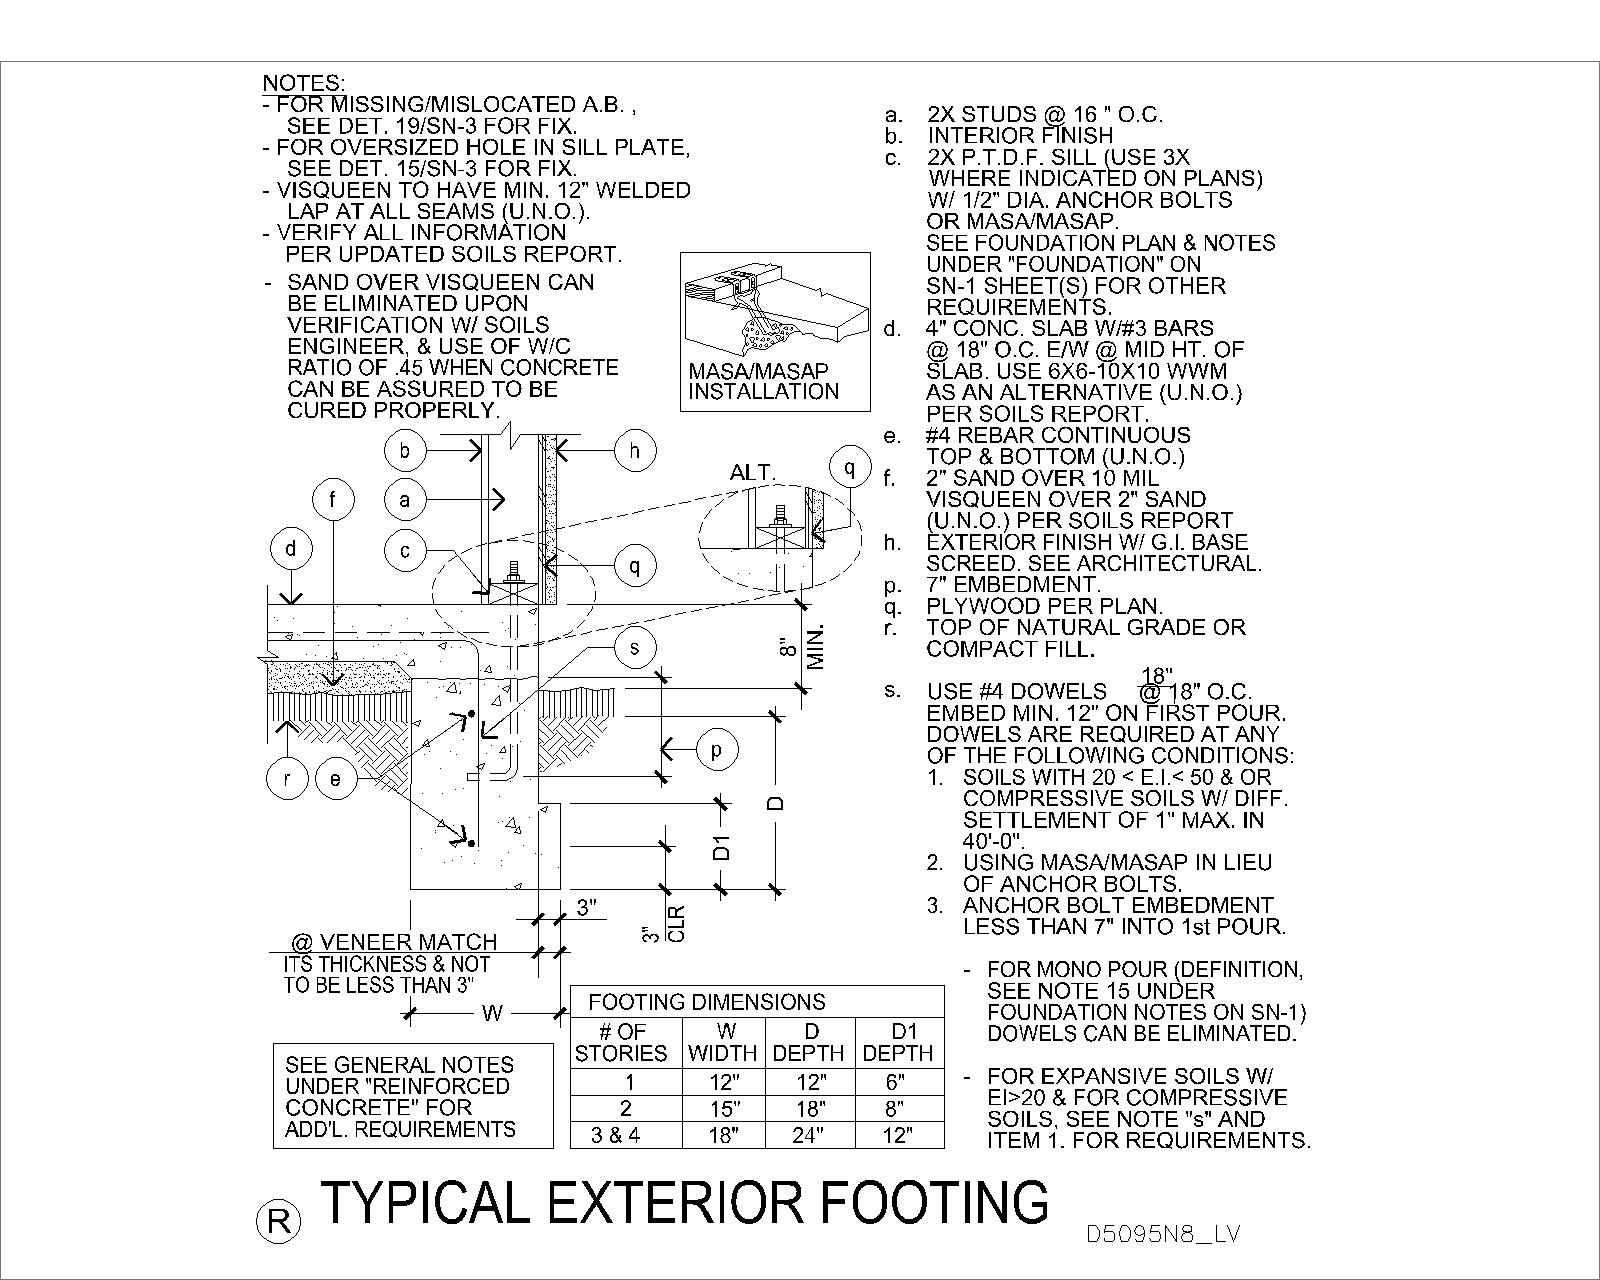 NOTES:
- FOR MISSING/MISLOCATED A.B. ,
SEE DET. 19/SN-3 FOR FIX.
- FOR OVERSIZED HOLE IN SILL PLATE,
SEE DET. 15/SN-3 FOR FIX.
- VISQUEEN TO HAVE MIN. 12" WELDED
LAP AT ALL SEAMS (U.N.O.).
- VERIFY ALL INFORMATION
PER UPDATED SOILS REPORT.
- SAND OVER VISQUEEN CAN
BE ELIMINATED UPON
VERIFICATION W/ SOILS
ENGINEER, & USE OF W/C
RATIO OF .45 WHEN CONCRETE
CAN BE ASSURED TO BE
CURED PROPERLY.
MASA/MASAP
INSTALLATION
b
h
f
a
d
c
q
ALT.
q
s
8"
MIN.
p
r
e
D
D1
3"
3"
CLR
@ VENEER MATCH
ITS THICKNESS & NOT
TO BE LESS THAN 3"
W
a. 2X STUDS @ 16 " O.C.
b. INTERIOR FINISH
c. 2X P.T.D.F. SILL (USE 3X
WHERE INDICATED ON PLANS)
W/ 1/2" DIA. ANCHOR BOLTS
OR MASA/MASAP.
SEE FOUNDATION PLAN & NOTES
UNDER "FOUNDATION" ON
SN-1 SHEET(S) FOR OTHER
REQUIREMENTS.
d. 4" CONC. SLAB W/#3 BARS
@ 18" O.C. E/W @ MID HT. OF
SLAB. USE 6X6-10X10 WWM
AS AN ALTERNATIVE (U.N.O.)
PER SOILS REPORT.
e. #4 REBAR CONTINUOUS
TOP & BOTTOM (U.N.O.)
f. 2" SAND OVER 10 MIL
VISQUEEN OVER 2" SAND
(U.N.O.) PER SOILS REPORT
h. EXTERIOR FINISH W/ G.I. BASE
SCREED. SEE ARCHITECTURAL.
p. 7" EMBEDMENT.
q. PLYWOOD PER PLAN.
r. TOP OF NATURAL GRADE OR
COMPACT FILL.
18"
s. USE #4 DOWELS @ 18" O.C.
EMBED MIN. 12" ON FIRST POUR.
DOWELS ARE REQUIRED AT ANY
OF THE FOLLOWING CONDITIONS:
1. SOILS WITH 20 < E.I.< 50 & OR
COMPRESSIVE SOILS W/ DIFF.
SETTLEMENT OF 1" MAX. IN
40'-0".
2. USING MASA/MASAP IN LIEU
OF ANCHOR BOLTS.
3. ANCHOR BOLT EMBEDMENT
LESS THAN 7" INTO 1st POUR.
- FOR MONO POUR (DEFINITION,
SEE NOTE 15 UNDER
FOUNDATION NOTES ON SN-1)
DOWELS CAN BE ELIMINATED.
- FOR EXPANSIVE SOILS W/
EI>20 & FOR COMPRESSIVE
SOILS, SEE NOTE "s" AND
ITEM 1. FOR REQUIREMENTS.
SEE GENERAL NOTES
UNDER "REINFORCED
CONCRETE" FOR
ADD'L. REQUIREMENTS
FOOTING DIMENSIONS
# OF W D D1
STORIES WIDTH DEPTH DEPTH
1 12" 12" 6"
2 15" 18" 8"
3 & 4 18" 24" 12"
R TYPICAL EXTERIOR FOOTING
D5095N8_LV